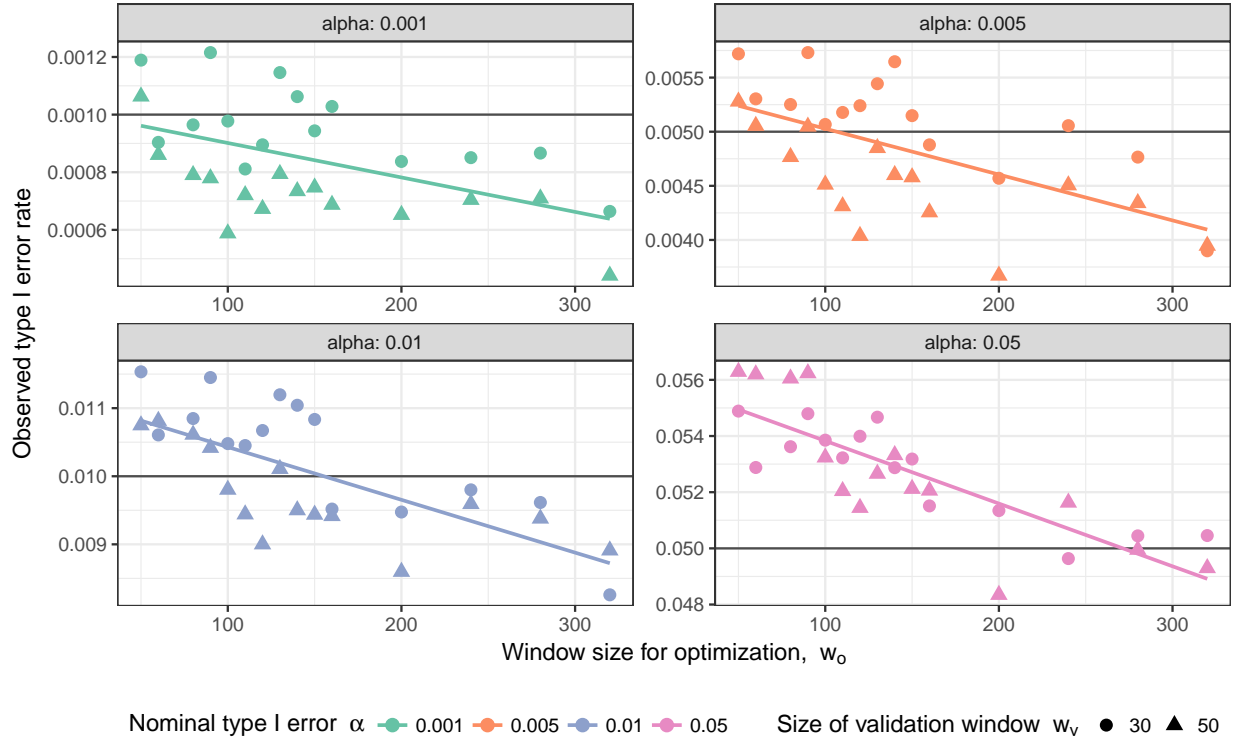 alpha: 0.001
alpha: 0.005
0.0012
0.0010
0.0008
0.0006
0.0055
0.0050
0.0045
0.0040
100 200 300
100 200 300
alpha: 0.01
alpha: 0.05
0.011
0.010
0.009
0.056
0.054
0.052
0.050
0.048
100 200 300
100 200 300
Observed type I error rate
Window size for optimization, wₒ
Nominal type I error α 0.001 0.005 0.01 0.05 Size of validation window wᵥ 30 50